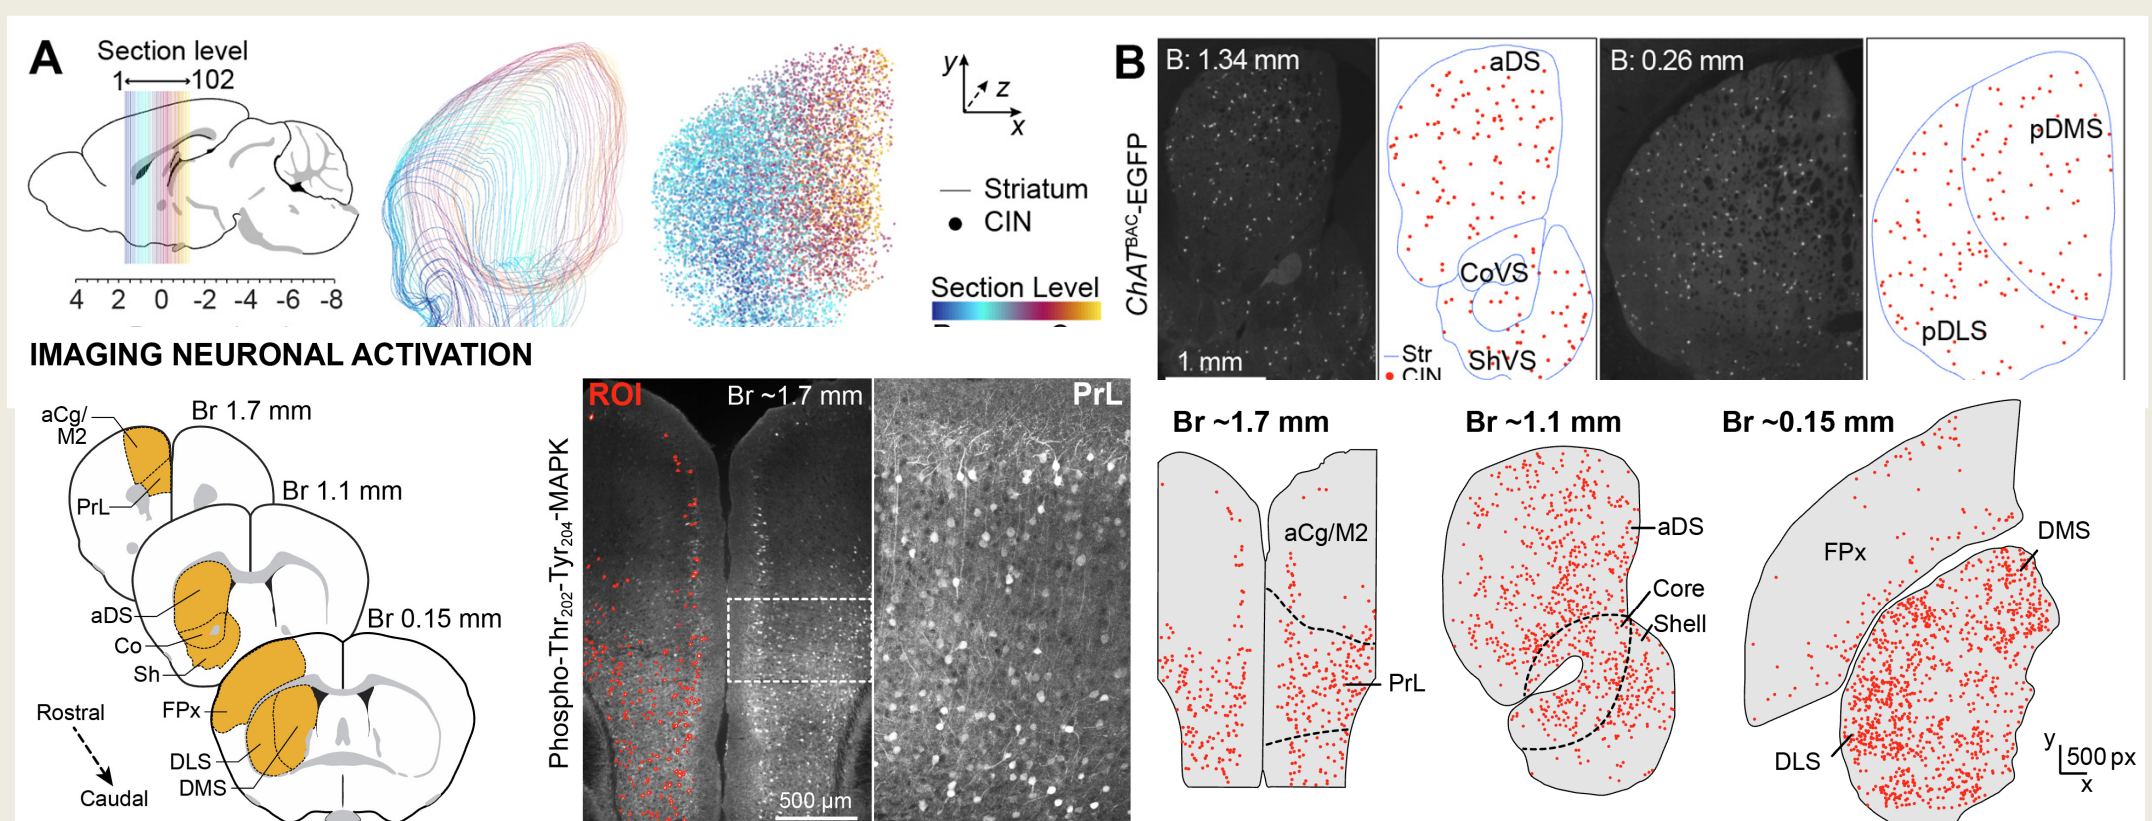 A
Section level
1 102
4 2 0 -2 -4 -6 -8
y
z
x
Striatum
CIN
Section Level
B
ChAT^BAC-EGFP
B: 1.34 mm
1 mm
aDS
CoVS
ShVS
Str
CIN
B: 0.26 mm
pDMS
pDLS
IMAGING NEURONAL ACTIVATION
aCg/
M2
Br 1.7 mm
PrL
Br 1.1 mm
aDS
Co
Sh
Br 0.15 mm
FPx
DLS
DMS
Rostral
Caudal
Phospho-Thr202-Tyr204-MAPK
ROI
Br ~1.7 mm
500 µm
PrL
Br ~1.7 mm
aCg/M2
PrL
Br ~1.1 mm
aDS
Core
Shell
Br ~0.15 mm
FPx
DMS
DLS
y
500 px
x